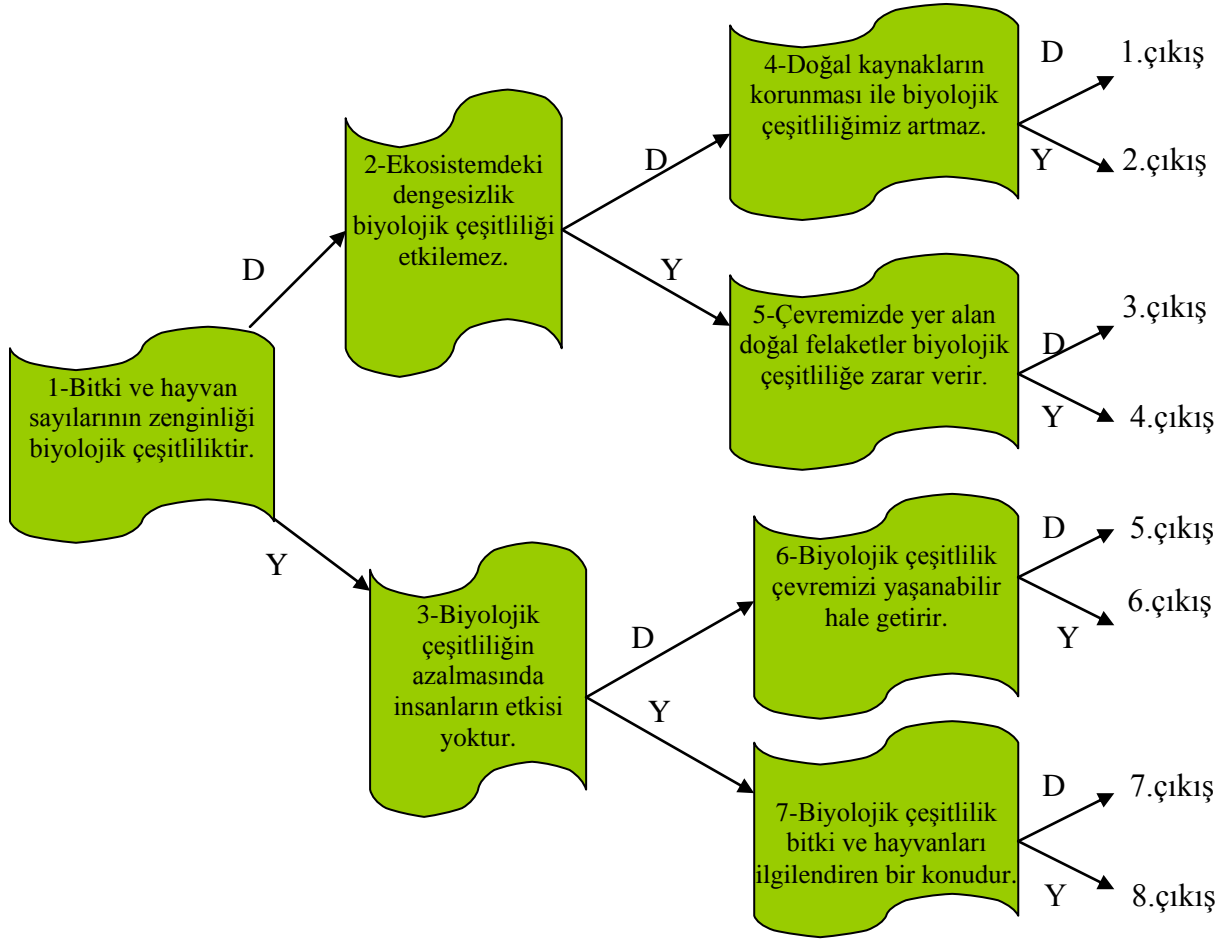 1-Bitki ve hayvan
sayılarının zenginliği
biyolojik çeşitliliktir.
D
Y
2-Ekosistemdeki
dengesizlik
biyolojik çeşitliliği
etkilemez.
D
Y
3-Biyolojik
çeşitliliğin
azalmasında
insanların etkisi
yoktur.
D
Y
4-Doğal kaynakların
korunması ile biyolojik
çeşitliliğimiz artmaz.
D
1.çıkış
Y
2.çıkış
5-Çevremizde yer alan
doğal felaketler biyolojik
çeşitliliğe zarar verir.
D
3.çıkış
Y
4.çıkış
6-Biyolojik çeşitlilik
çevremizi yaşanabilir
hale getirir.
D
5.çıkış
Y
6.çıkış
7-Biyolojik çeşitlilik
bitki ve hayvanları
ilgilendiren bir konudur.
D
7.çıkış
Y
8.çıkış